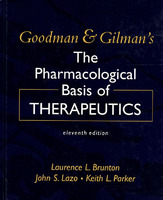 Goodman & Gilman's
The
Pharmacological
Basis of
THERAPEUTICS
eleventh edition
Laurence L. Brunton
John S. Lazo • Keith L. Parker